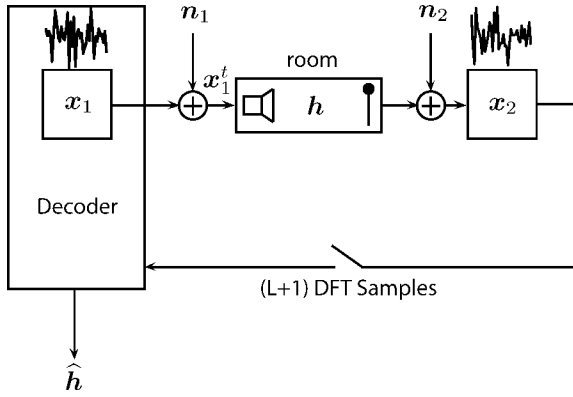 n₁
n₂
room
x₁ᵗ
x₁
h
x₂
Decoder
(L+1) DFT Samples
ĥ